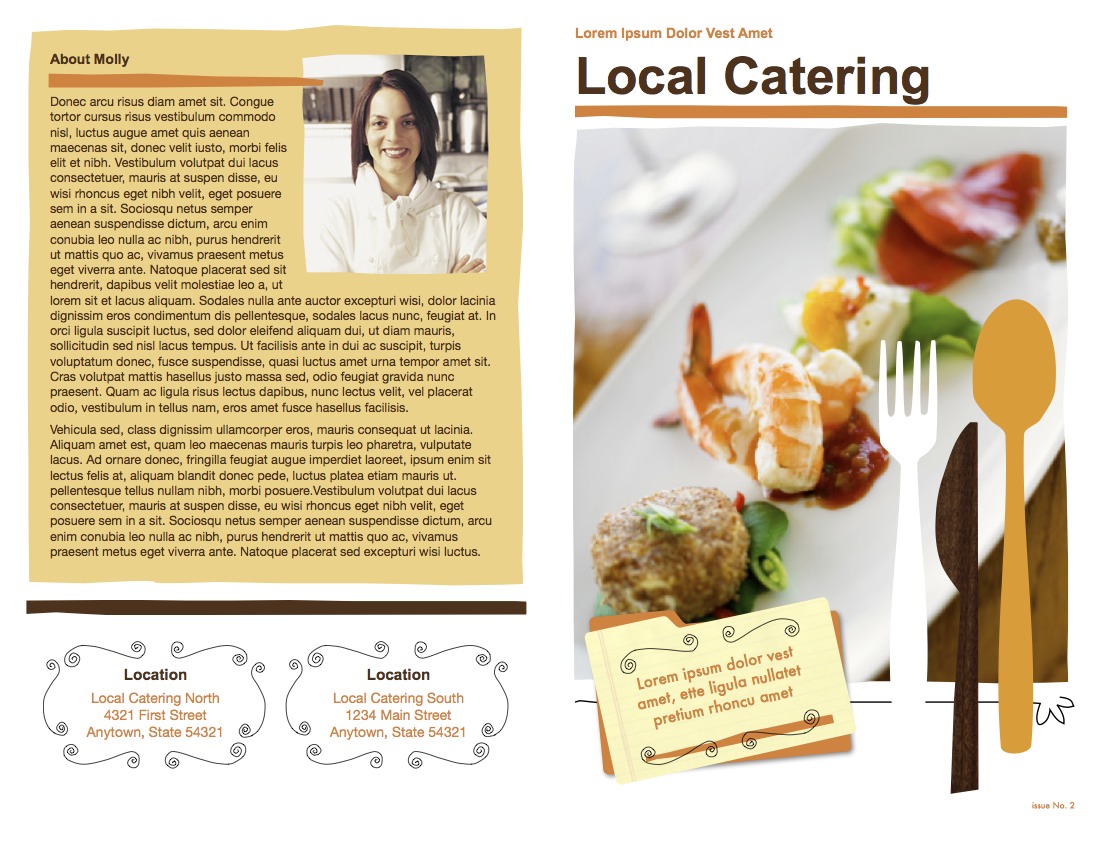 About Molly
Donec arcu risus diam amet sit. Congue
tortor cursus risus vestibulum commodo
nisl, luctus augue amet quis aenean
maecenas sit, donec velit iusto, morbi felis
elit et nibh. Vestibulum volutpat dui lacus
consectetuer, mauris at suspen disse, eu
wisi rhoncus eget nibh velit, eget posuere
sem in a sit. Sociosqu netus semper
aenean suspendisse dictum, arcu enim
conubia leo nulla ac nibh, purus hendrerit
ut mattis quo ac, vivamus praesent metus
eget viverra ante. Natoque placerat sed sit
hendrerit, dapibus velit molestiae leo a, ut
lorem sit et lacus aliquam. Sodales nulla ante auctor excepturi wisi, dolor lacinia
dignissim eros condimentum dis pellentesque, sodales lacus nunc, feugiat at. In
orci ligula suscipit luctus, sed dolor eleifend aliquam dui, ut diam mauris,
sollicitudin sed nisl lacus tempus. Ut facilisis ante in dui ac suscipit, turpis
voluptatum donec, fusce suspendisse, quasi luctus amet urna tempor amet sit.
Cras volutpat mattis hasellus justo massa sed, odio feugiat gravida nunc
praesent. Quam ac ligula risus lectus dapibus, nunc lectus velit, vel placerat
odio, vestibulum in tellus nam, eros amet fusce hasellus facilisis.
Vehicula sed, class dignissim ullamcorper eros, mauris consequat ut lacinia.
Aliquam amet est, quam leo maecenas mauris turpis leo pharetra, vulputate
lacus. Ad ornare donec, fringilla feugiat augue imperdiet laoreet, ipsum enim sit
lectus felis at, aliquam blandit donec pede, luctus platea etiam mauris ut.
pellentesque tellus nullam nibh, morbi posuere.Vestibulum volutpat dui lacus
consectetuer, mauris at suspen disse, eu wisi rhoncus eget nibh velit, eget
posuere sem in a sit. Sociosqu netus semper aenean suspendisse dictum, arcu
enim conubia leo nulla ac nibh, purus hendrerit ut mattis quo ac, vivamus
praesent metus eget viverra ante. Natoque placerat sed excepturi wisi luctus.
Location
Local Catering North
4321 First Street
Anytown, State 54321
Location
Local Catering South
1234 Main Street
Anytown, State 54321
Lorem Ipsum Dolor Vest Amet
Local Catering
Lorem ipsum dolor vest
amet, ette ligula nullatet
pretium rhoncu amet
issue No. 2